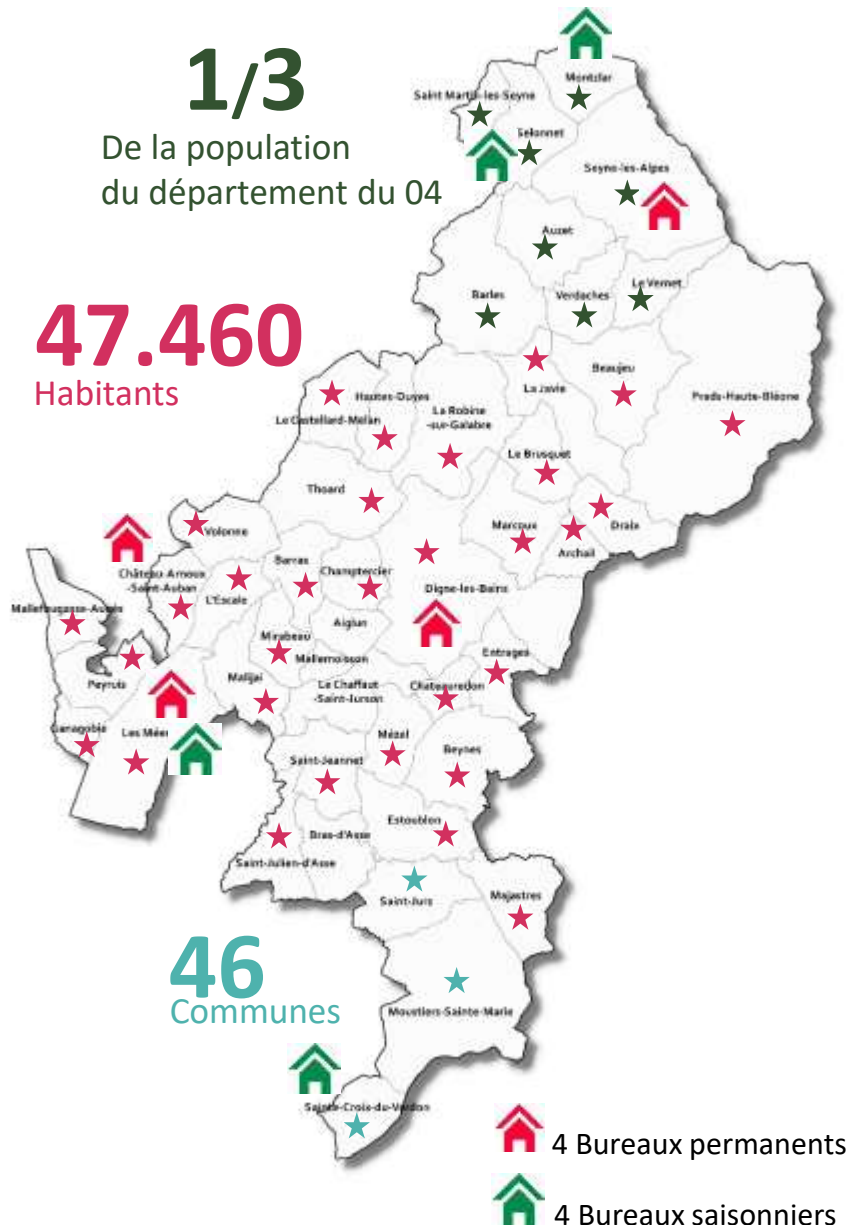 1/3
De la population
du département du 04
Montclar
Saint Martin-les-Seyne
Selonnet
Seyne-les-Alpes
Auzet
Le Vernet
Barles
Verdaches
47.460
Habitants
Beaujeu
La Javie
Prads-Haute-Bléone
Hautes-Duyes
La Robine
-sur-Galabre
Le Castellard-Mélan
Le Brusquet
Thoard
Volonne
Marcoux
Draix
Archail
Barras
Champtercier
Château-Arnoux
-Saint-Auban
L'Escale
Digne-les-Bains
Mallefougasse-Augès
Aiglun
Mirabeau
Mallemoisson
Entrages
Peyruis
Malijai
Le Chaffaut
-Saint-Jurson
Chateauredon
Ganagobie
Les Mées
Mézel
Beynes
Saint-Jeannet
Estoublon
Bras-d'Asse
Saint-Julien-d'Asse
Saint-Jurs
Majastres
46
Communes
Moustiers-Sainte-Marie
Sainte-Croix-du-Verdon
4 Bureaux permanents
4 Bureaux saisonniers